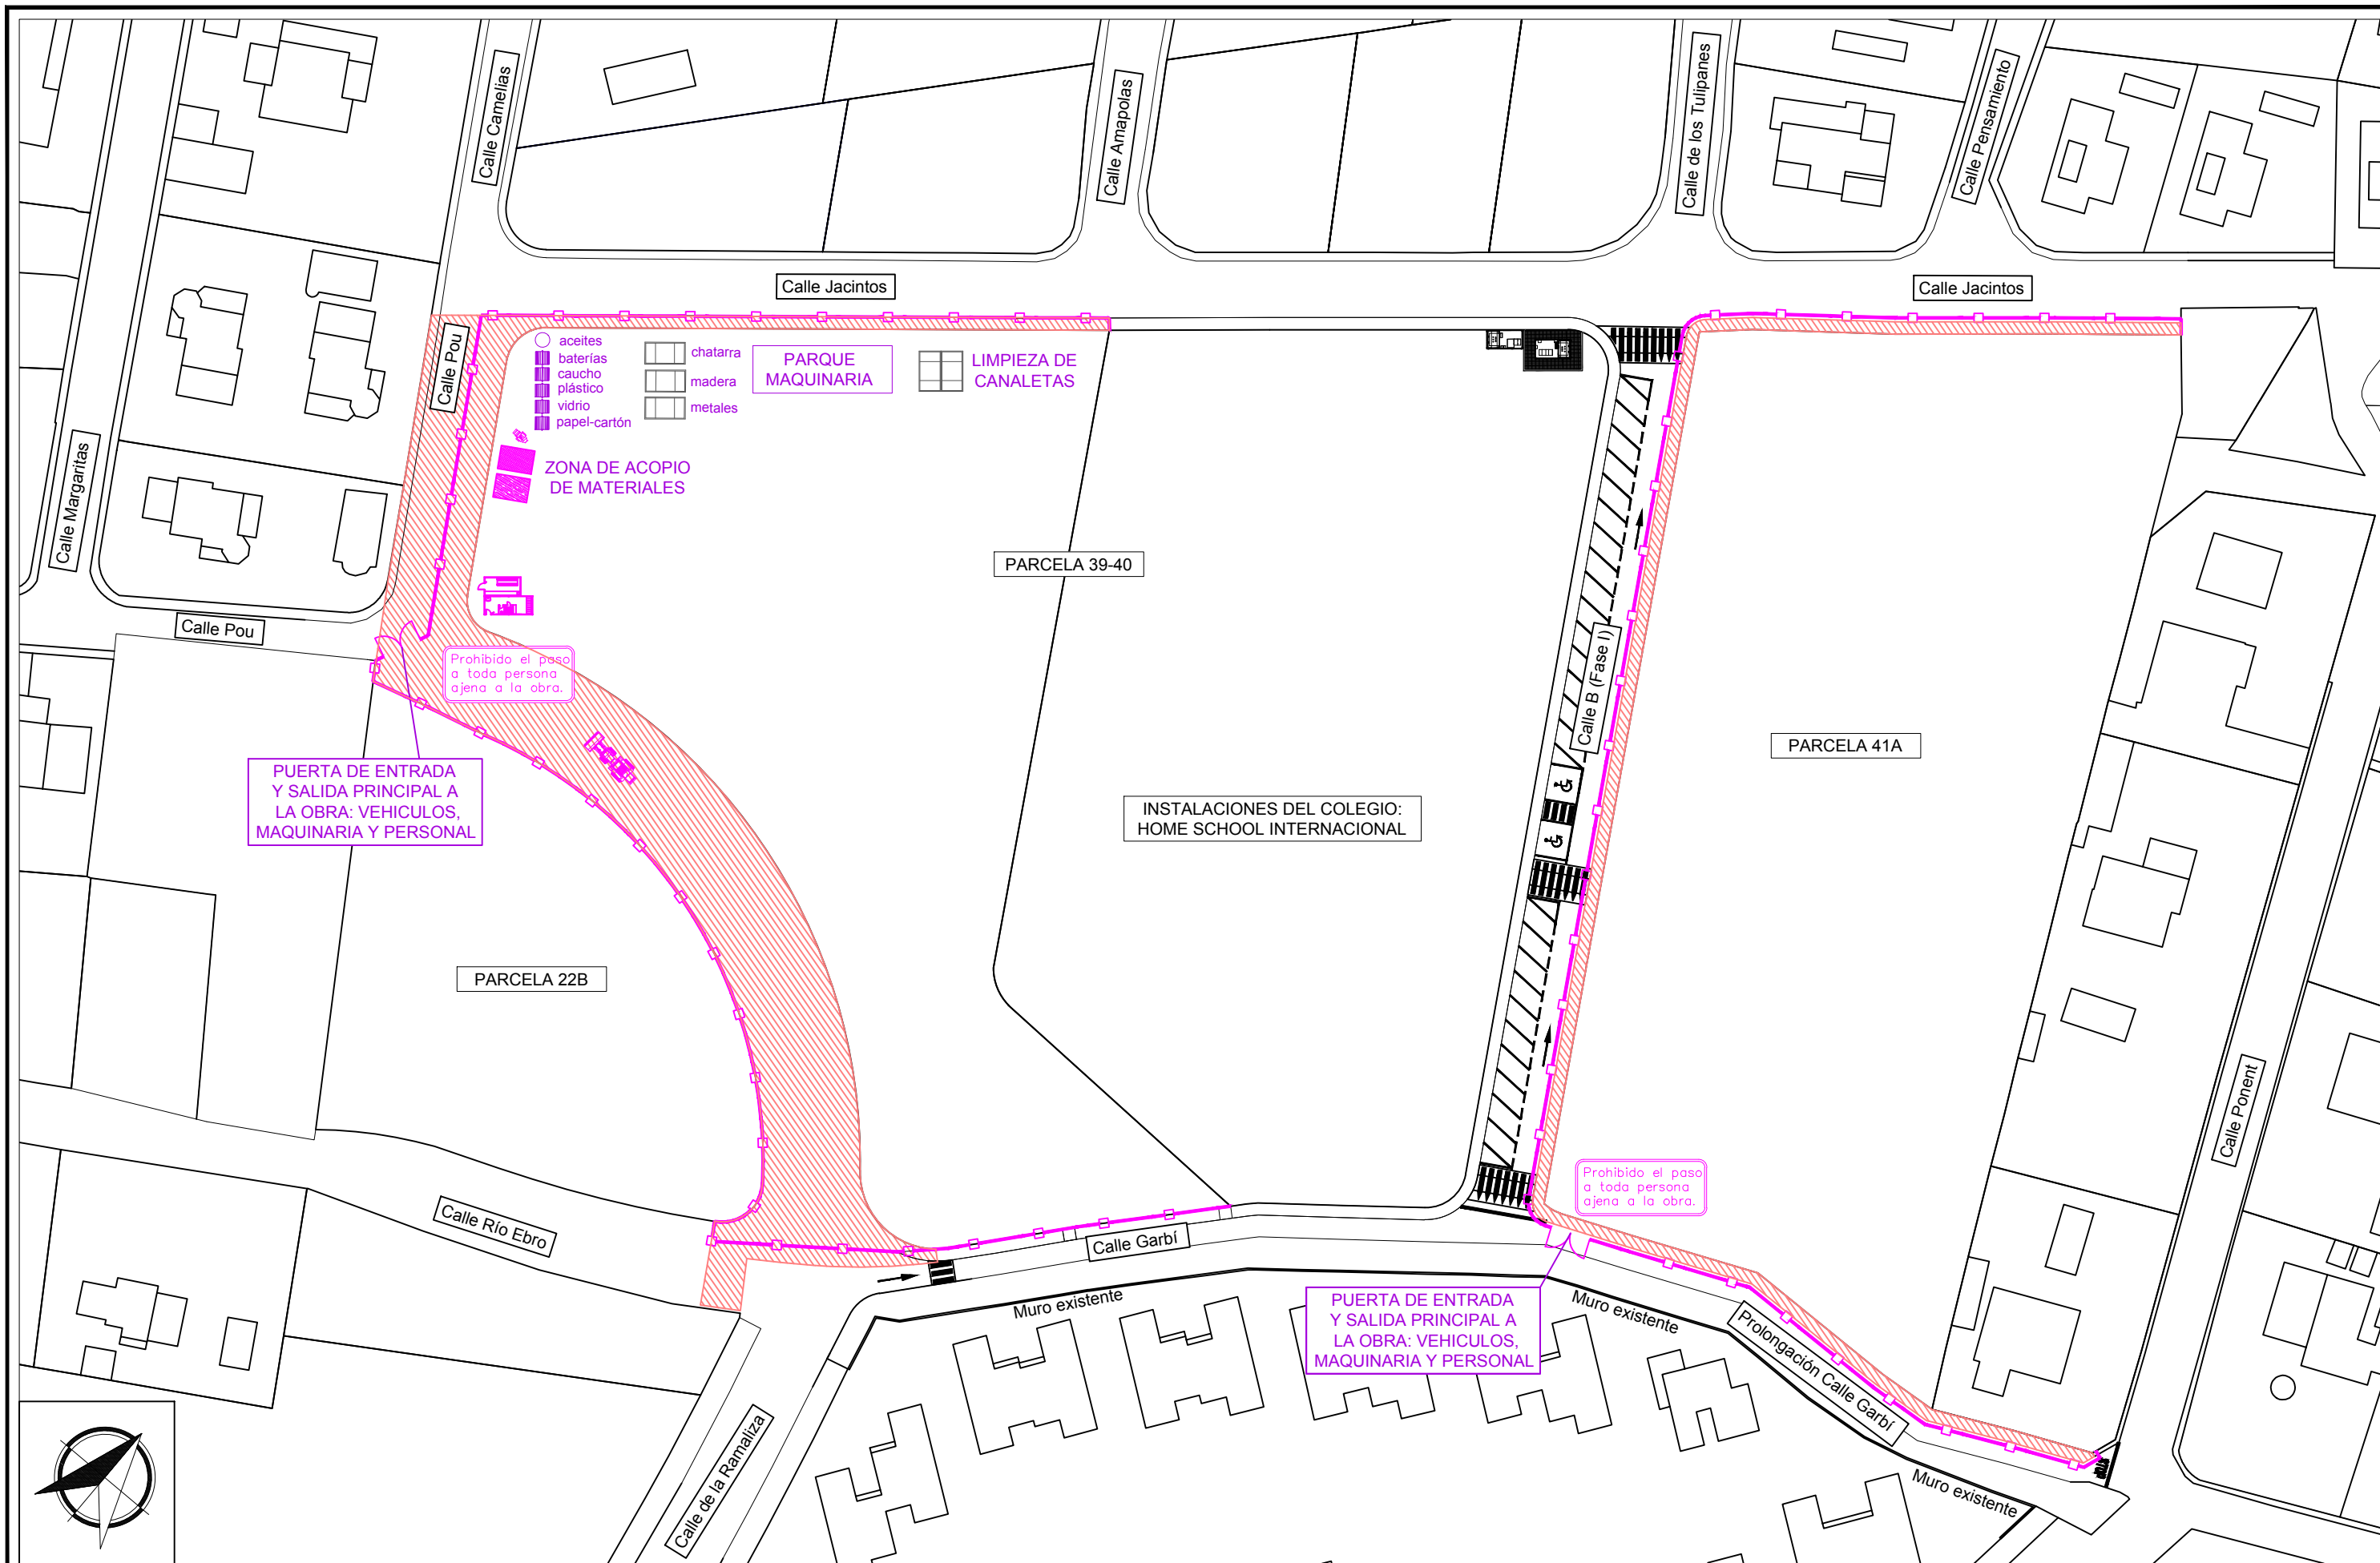 Calle Camelias
Calle Amapolas
Calle de los Tulipanes
Calle Pensamiento
Calle Jacintos
Calle Jacintos
Calle Pou
aceites
baterías
caucho
plástico
vidrio
papel-cartón
chatarra
madera
metales
PARQUE
MAQUINARIA
LIMPIEZA DE
CANALETAS
Calle Margaritas
ZONA DE ACOPIO
DE MATERIALES
PARCELA 39-40
Calle Pou
Prohibido el paso
a toda persona
ajena a la obra.
Calle B (Fase I)
PARCELA 41A
PUERTA DE ENTRADA
Y SALIDA PRINCIPAL A
LA OBRA: VEHICULOS,
MAQUINARIA Y PERSONAL
INSTALACIONES DEL COLEGIO:
HOME SCHOOL INTERNACIONAL
PARCELA 22B
Calle Ponent
Prohibido el paso
a toda persona
ajena a la obra.
Calle Río Ebro
Calle Garbí
Muro existente
PUERTA DE ENTRADA
Y SALIDA PRINCIPAL A
LA OBRA: VEHICULOS,
MAQUINARIA Y PERSONAL
Muro existente
Prolongación Calle Garbí
Calle de la Ramaliza
STOP
Muro existente